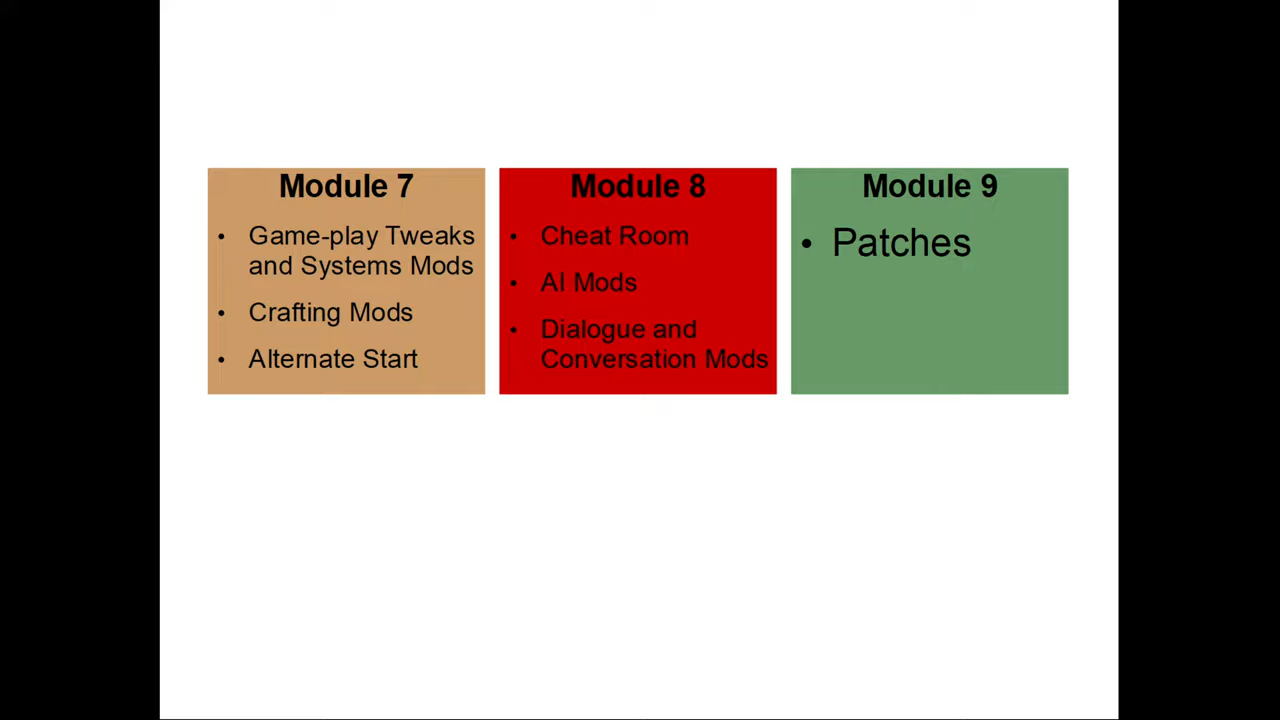 Module 7
• Game-play Tweaks
and Systems Mods
• Crafting Mods
• Alternate Start
Module 8
• Cheat Room
• AI Mods
• Dialogue and
Conversation Mods
Module 9
• Patches